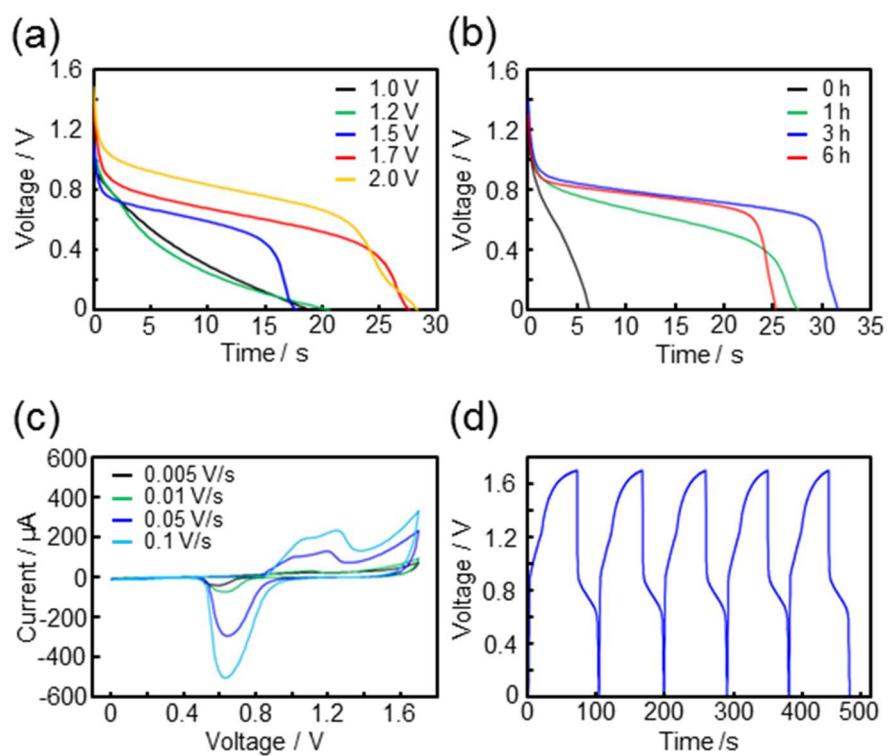 (a)
1.6
1.2
0.8
0.4
0
Voltage / V
1.0 V
1.2 V
1.5 V
1.7 V
2.0 V
0 5 10 15 20 25 30
Time / s
(b)
1.6
1.2
0.8
0.4
0
Voltage / V
0 h
1 h
3 h
6 h
0 5 10 15 20 25 30 35
Time / s
(c)
600
400
200
0
-200
-400
-600
Current / µA
0.005 V/s
0.01 V/s
0.05 V/s
0.1 V/s
0 0.4 0.8 1.2 1.6
Voltage / V
(d)
1.6
1.2
0.8
0.4
0
Voltage / V
0 100 200 300 400 500
Time /s